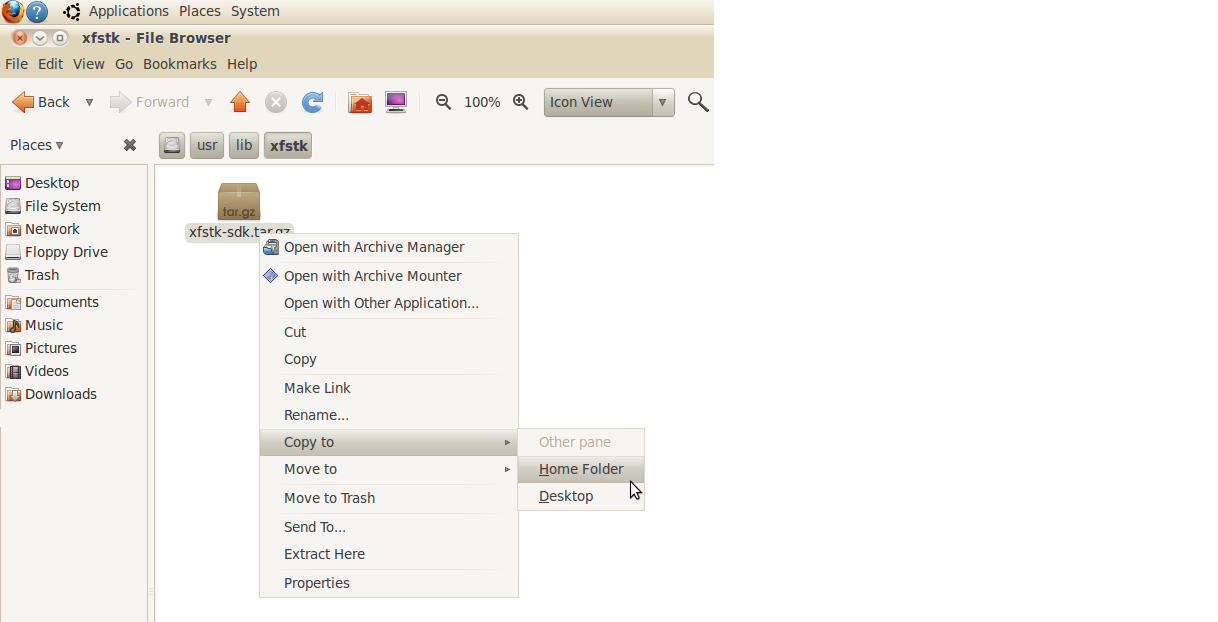 Applications Places System
xfstk - File Browser
File Edit View Go Bookmarks Help
Back Forward 100% Icon View
Places usr lib xfstk
Desktop
File System
Network
Floppy Drive
Trash
Documents
Music
Pictures
Videos
Downloads
tar.gz
xfstk-sdk.tar.gz
Open with Archive Manager
Open with Archive Mounter
Open with Other Application...
Cut
Copy
Make Link
Rename...
Copy to
Move to
Move to Trash
Send To...
Extract Here
Properties
Other pane
Home Folder
Desktop